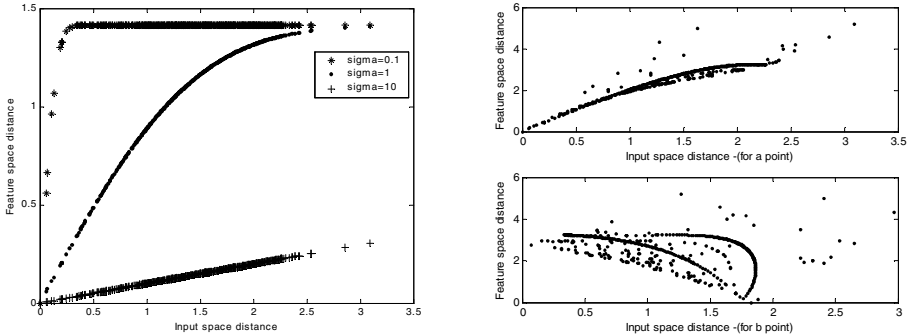 1.5
1
0.5
0
Feature space distance
sigma=0.1
sigma=1
sigma=10
0 0.5 1 1.5 2 2.5 3 3.5
Input space distance
6
4
2
0
Feature space distance
0 0.5 1 1.5 2 2.5 3 3.5
Input space distance -(for a point)
6
4
2
0
Feature space distance
0 0.5 1 1.5 2 2.5 3
Input space distance -(for b point)